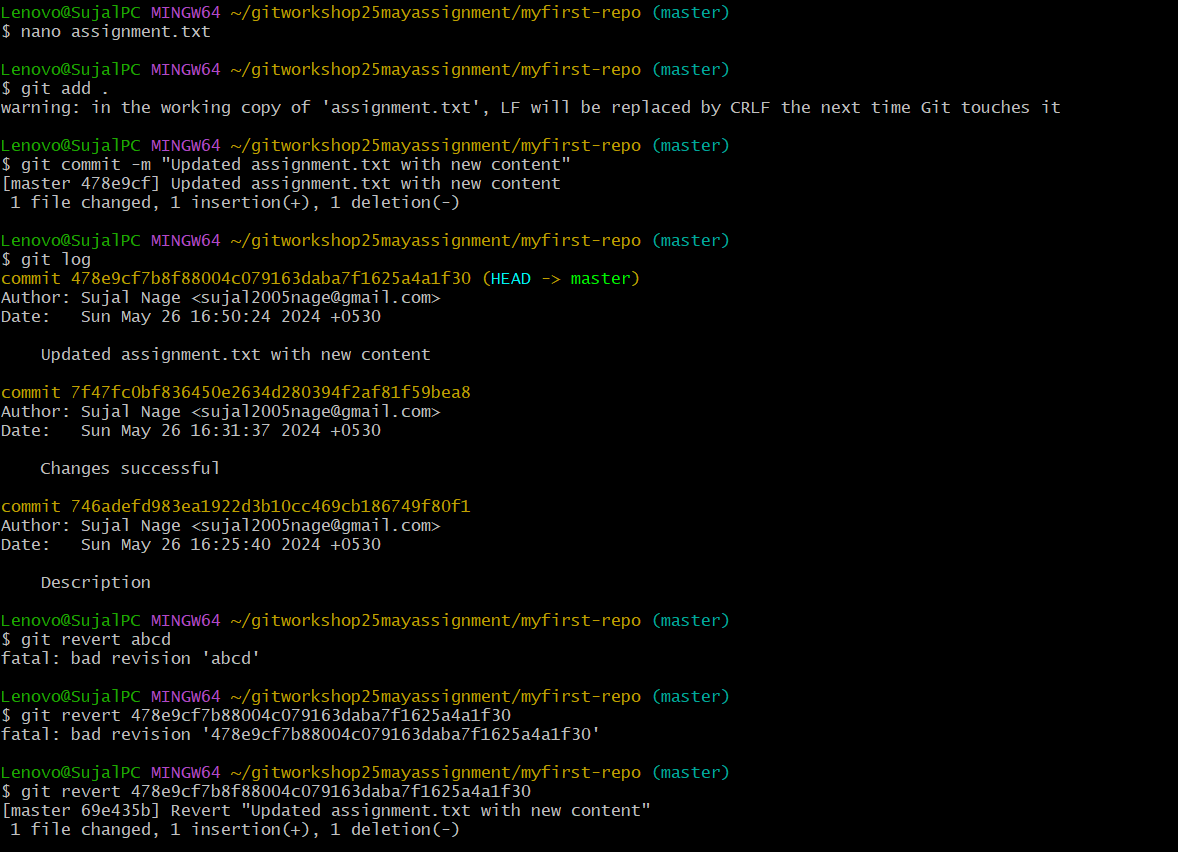 Lenovo@SujalPC MINGW64 ~/gitworkshop25mayassignment/myfirst-repo (master)
$ nano assignment.txt
Lenovo@SujalPC MINGW64 ~/gitworkshop25mayassignment/myfirst-repo (master)
$ git add .
warning: in the working copy of 'assignment.txt', LF will be replaced by CRLF the next time Git touches it
Lenovo@SujalPC MINGW64 ~/gitworkshop25mayassignment/myfirst-repo (master)
$ git commit -m "Updated assignment.txt with new content"
[master 478e9cf] Updated assignment.txt with new content
 1 file changed, 1 insertion(+), 1 deletion(-)
Lenovo@SujalPC MINGW64 ~/gitworkshop25mayassignment/myfirst-repo (master)
$ git log
commit 478e9cf7b8f88004c079163daba7f1625a4a1f30 (HEAD -> master)
Author: Sujal Nage <sujal2005nage@gmail.com>
Date:   Sun May 26 16:50:24 2024 +0530
    Updated assignment.txt with new content
commit 7f47fc0bf836450e2634d280394f2af81f59bea8
Author: Sujal Nage <sujal2005nage@gmail.com>
Date:   Sun May 26 16:31:37 2024 +0530
    Changes successful
commit 746adefd983ea1922d3b10cc469cb186749f80f1
Author: Sujal Nage <sujal2005nage@gmail.com>
Date:   Sun May 26 16:25:40 2024 +0530
    Description
Lenovo@SujalPC MINGW64 ~/gitworkshop25mayassignment/myfirst-repo (master)
$ git revert abcd
fatal: bad revision 'abcd'
Lenovo@SujalPC MINGW64 ~/gitworkshop25mayassignment/myfirst-repo (master)
$ git revert 478e9cf7b88004c079163daba7f1625a4a1f30
fatal: bad revision '478e9cf7b88004c079163daba7f1625a4a1f30'
Lenovo@SujalPC MINGW64 ~/gitworkshop25mayassignment/myfirst-repo (master)
$ git revert 478e9cf7b8f88004c079163daba7f1625a4a1f30
[master 69e435b] Revert "Updated assignment.txt with new content"
 1 file changed, 1 insertion(+), 1 deletion(-)